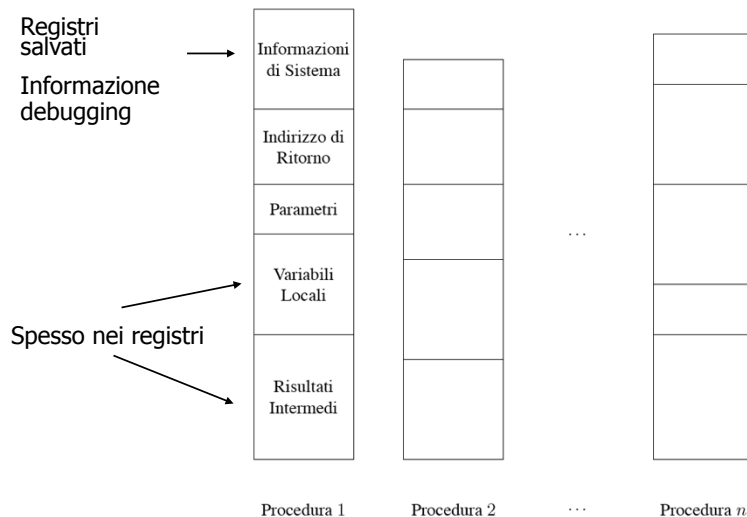 Registri
salvati
Informazione
debugging
Informazioni
di Sistema
Indirizzo di
Ritorno
Parametri
Variabili
Locali
Spesso nei registri
Risultati
Intermedi
...
Procedura 1
Procedura 2
...
Procedura n